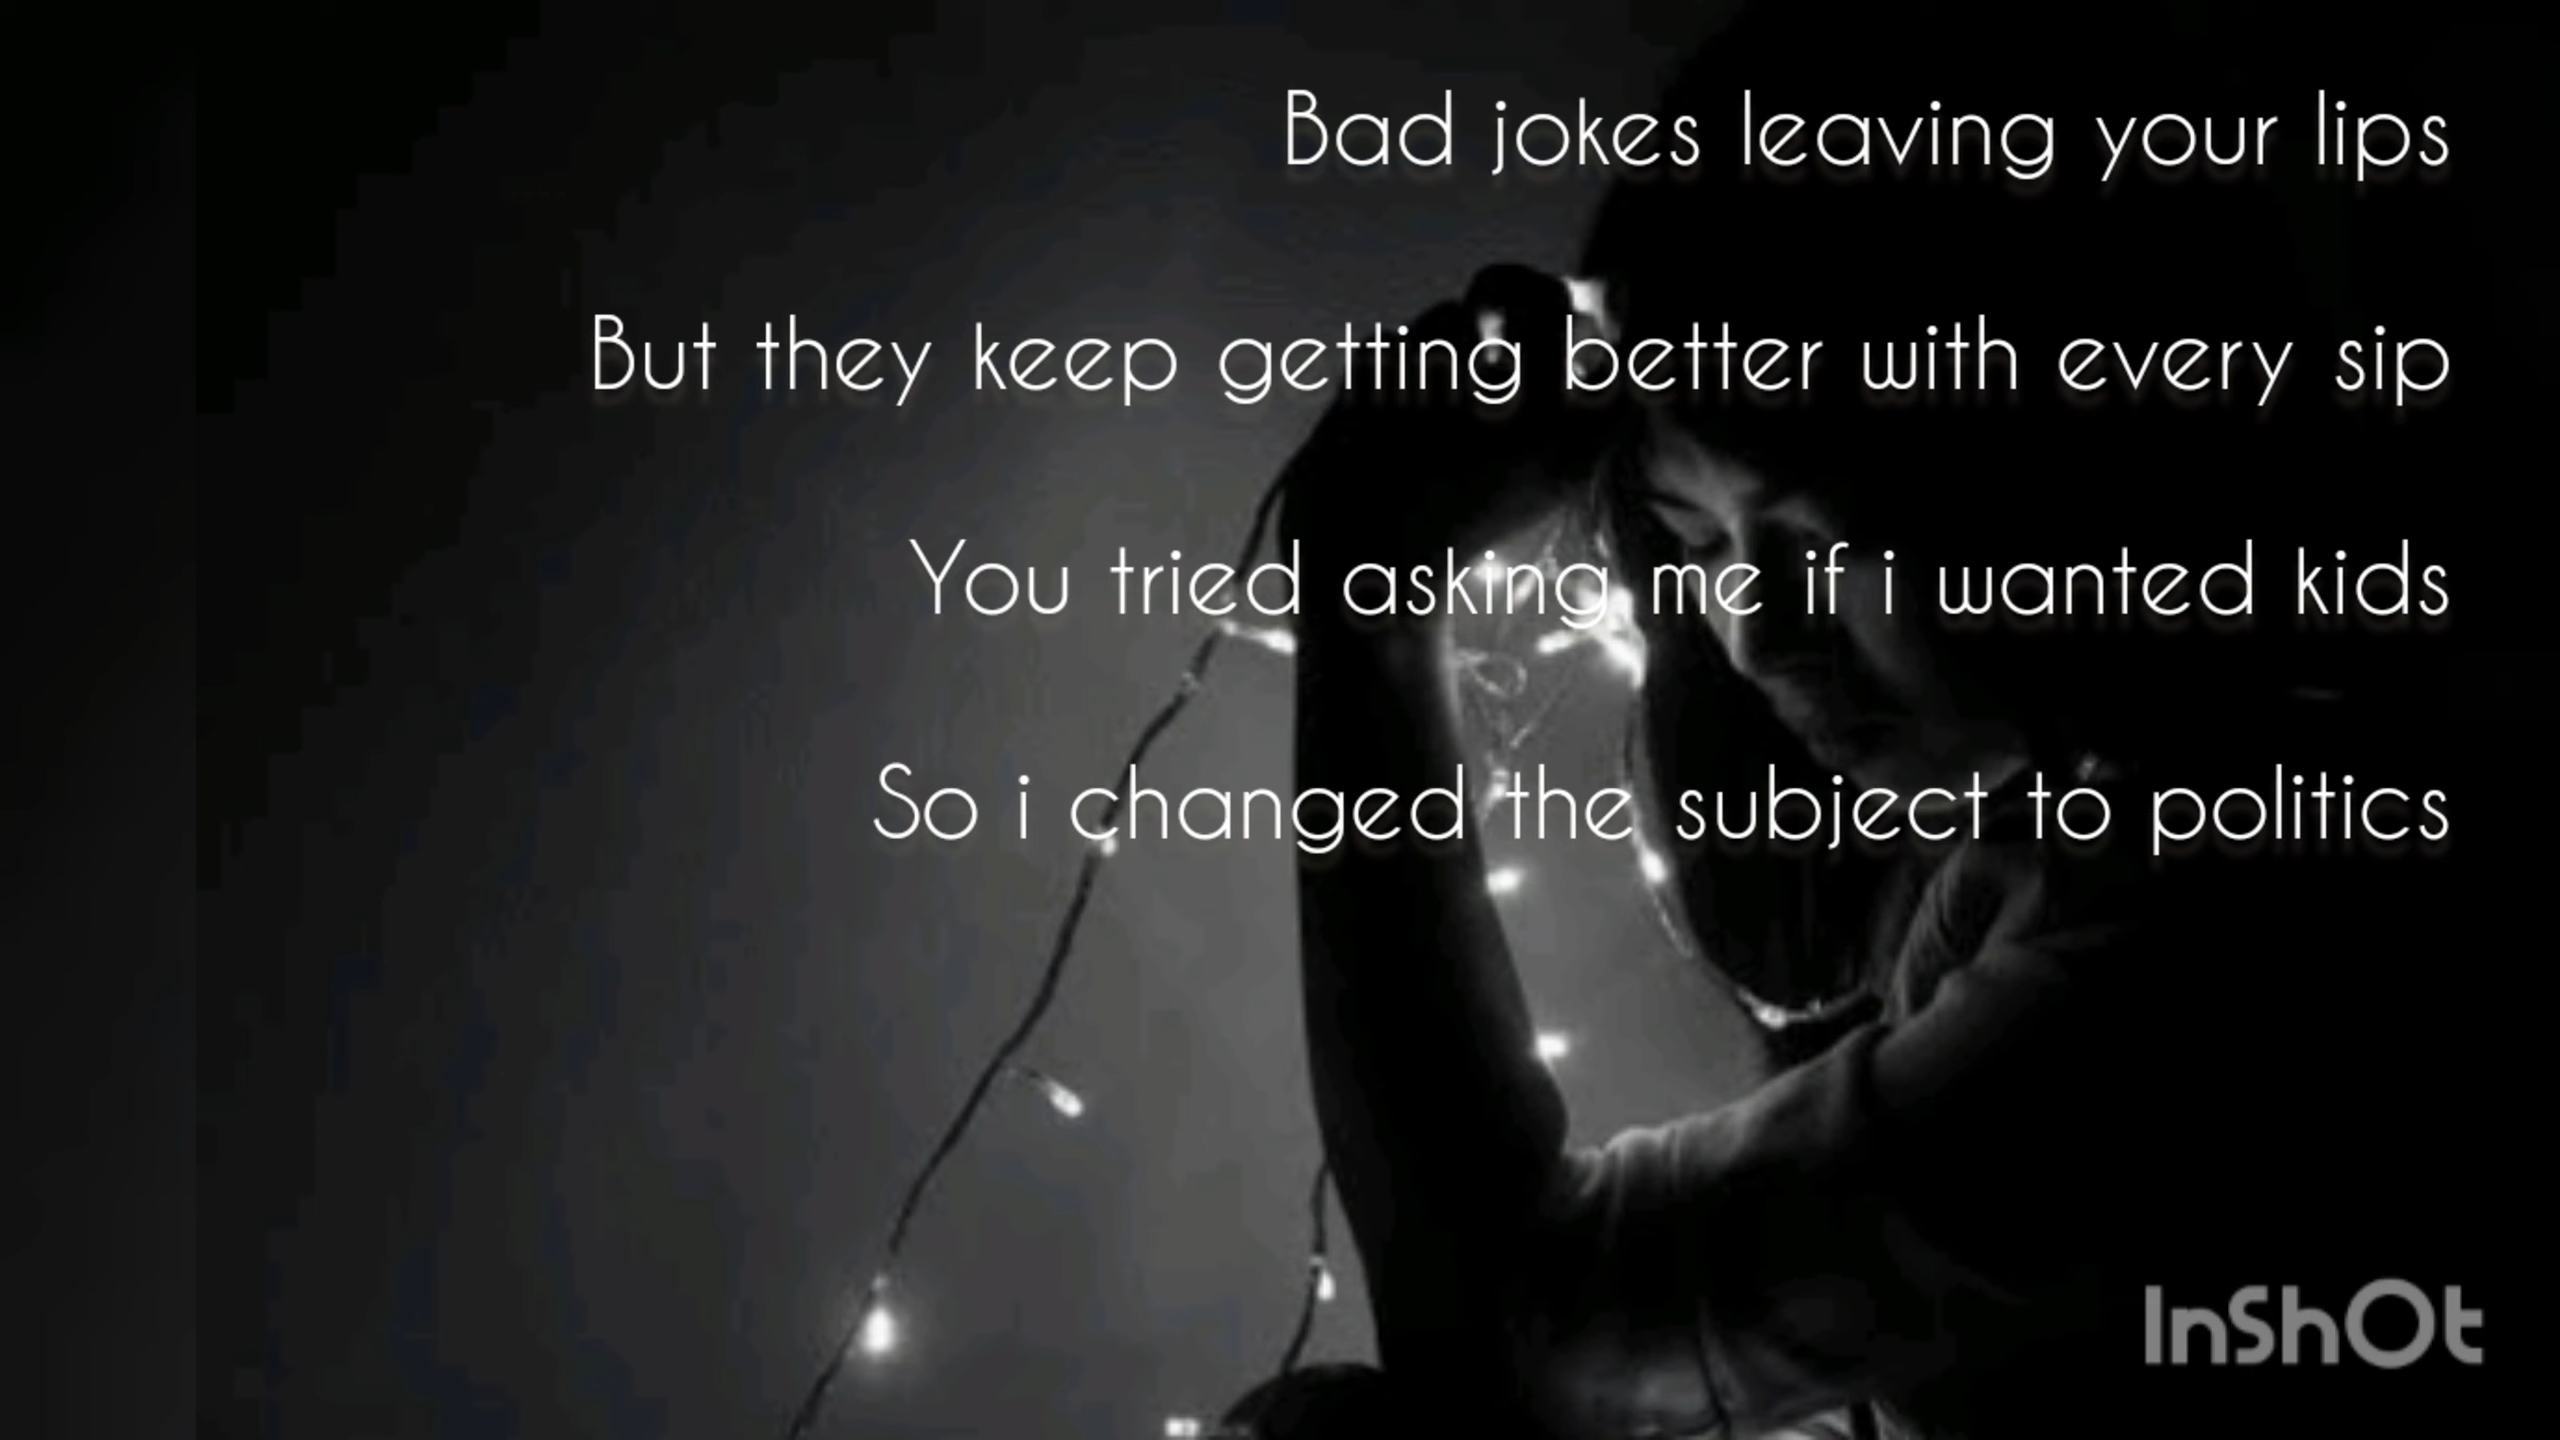 Bad jokes leaving your lips
But they keep getting better with every sip
You tried asking me if i wanted kids
So i changed the subject to politics
InShOt